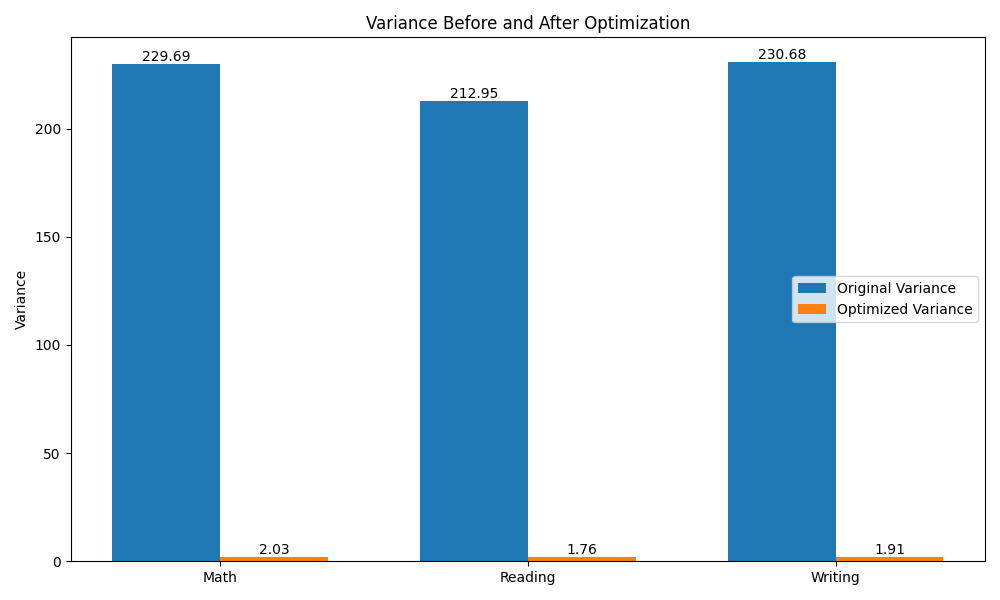 Variance Before and After Optimization
229.69
212.95
230.68
200
150
Variance
Original Variance
Optimized Variance
100
50
2.03
1.76
1.91
0
Math
Reading
Writing